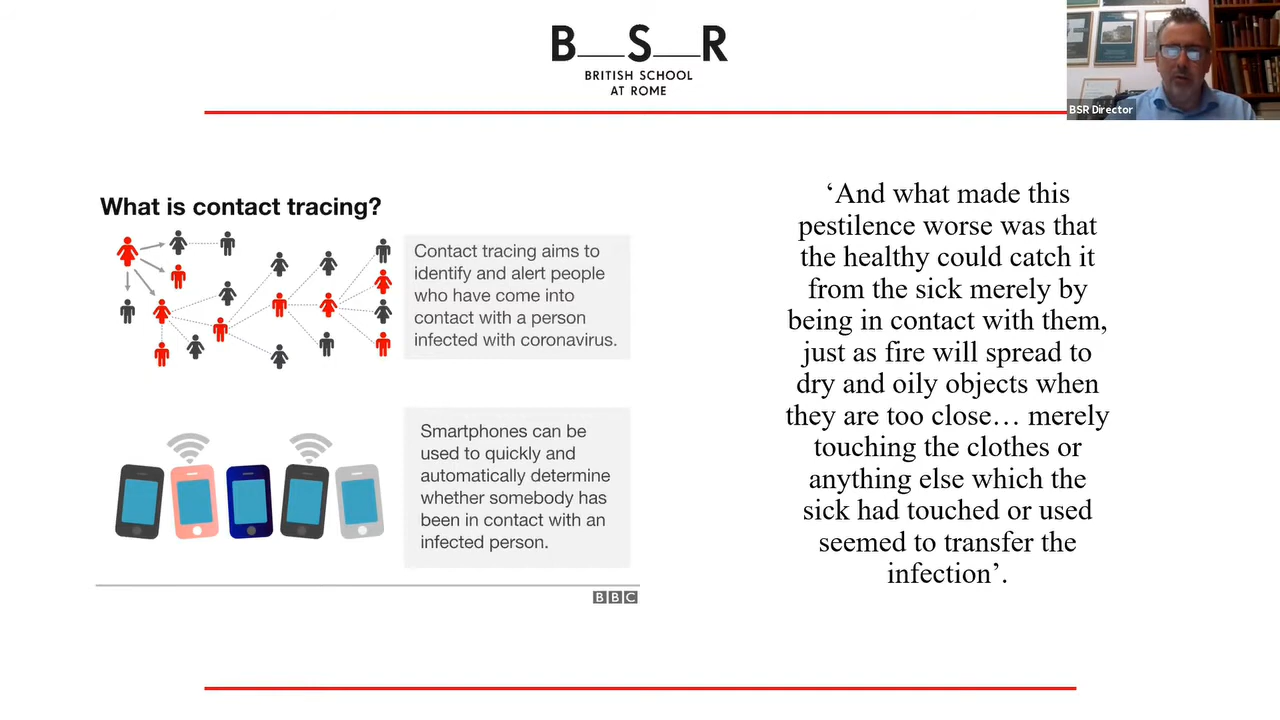 B__S__R
BRITISH SCHOOL
AT ROME
BSR Director
What is contact tracing?
Contact tracing aims to
identify and alert people
who have come into
contact with a person
infected with coronavirus.
Smartphones can be
used to quickly and
automatically determine
whether somebody has
been in contact with an
infected person.
BBC
‘And what made this
pestilence worse was that
the healthy could catch it
from the sick merely by
being in contact with them,
just as fire will spread to
dry and oily objects when
they are too close… merely
touching the clothes or
anything else which the
sick had touched or used
seemed to transfer the
infection’.